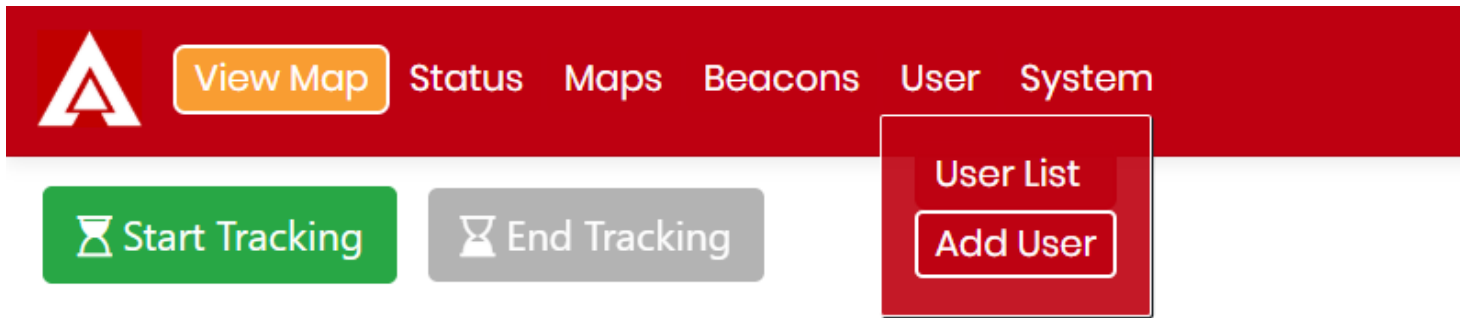 View Map Status Maps Beacons User System
User List
Start Tracking End Tracking Add User